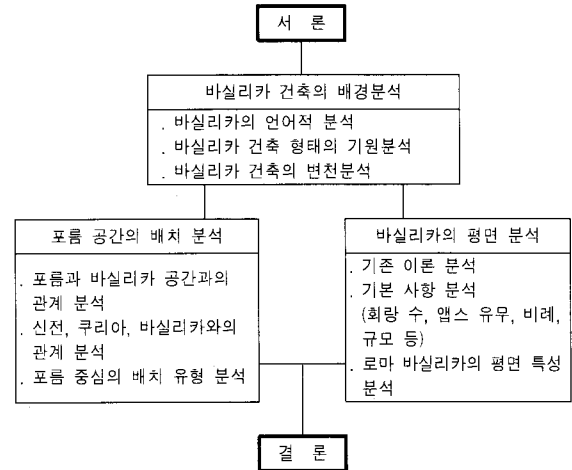 서 론
바실리카 건축의 배경분석
. 바실리카의 언어적 분석
. 바실리카 건축 형태의 기원분석
. 바실리카 건축의 변천분석
포룸 공간의 배치 분석
. 포룸과 바실리카 공간과의
관계 분석
. 신전, 쿠리아, 바실리카와의
관계 분석
. 포룸 중심의 배치 유형 분석
바실리카의 평면 분석
. 기존 이론 분석
. 기본 사항 분석
(회랑 수, 앱스 유무, 비례,
규모 등)
. 로마 바실리카의 평면 특성
분석
결 론